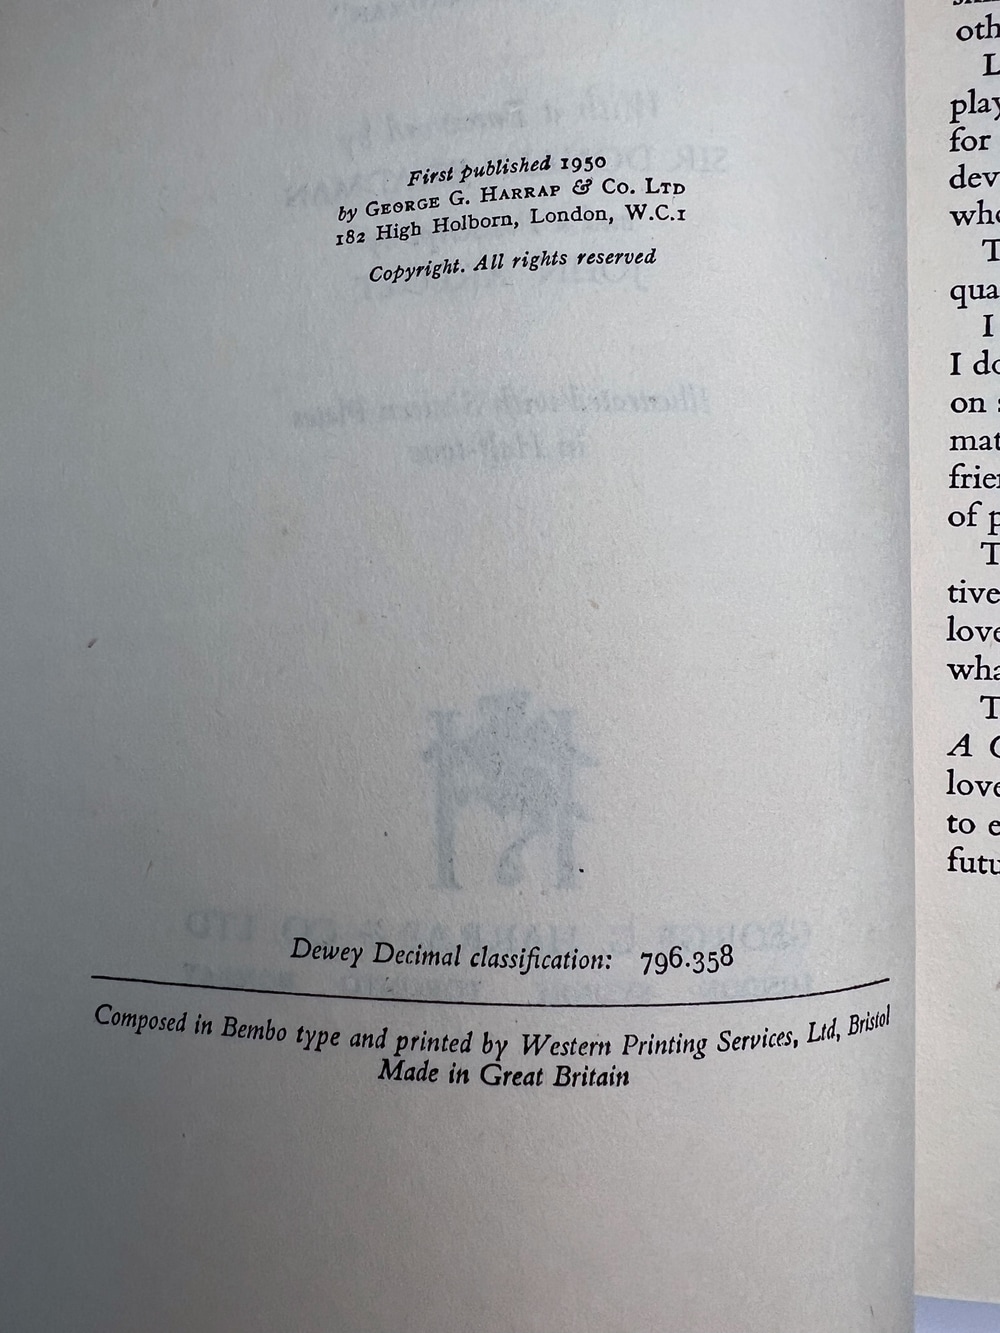 First published 1950
by GEORGE G. HARRAP & Co. LTD
182 High Holborn, London, W.C.1
Copyright. All rights reserved
Dewey Decimal classification: 796.358
Composed in Bembo type and printed by Western Printing Services, Ltd, Bristol
Made in Great Britain
oth
L
play
for
dev
who
T
qua
I
I do
on
mat
frie
of p
T
tive
love
wha
T
A
love
to e
futu